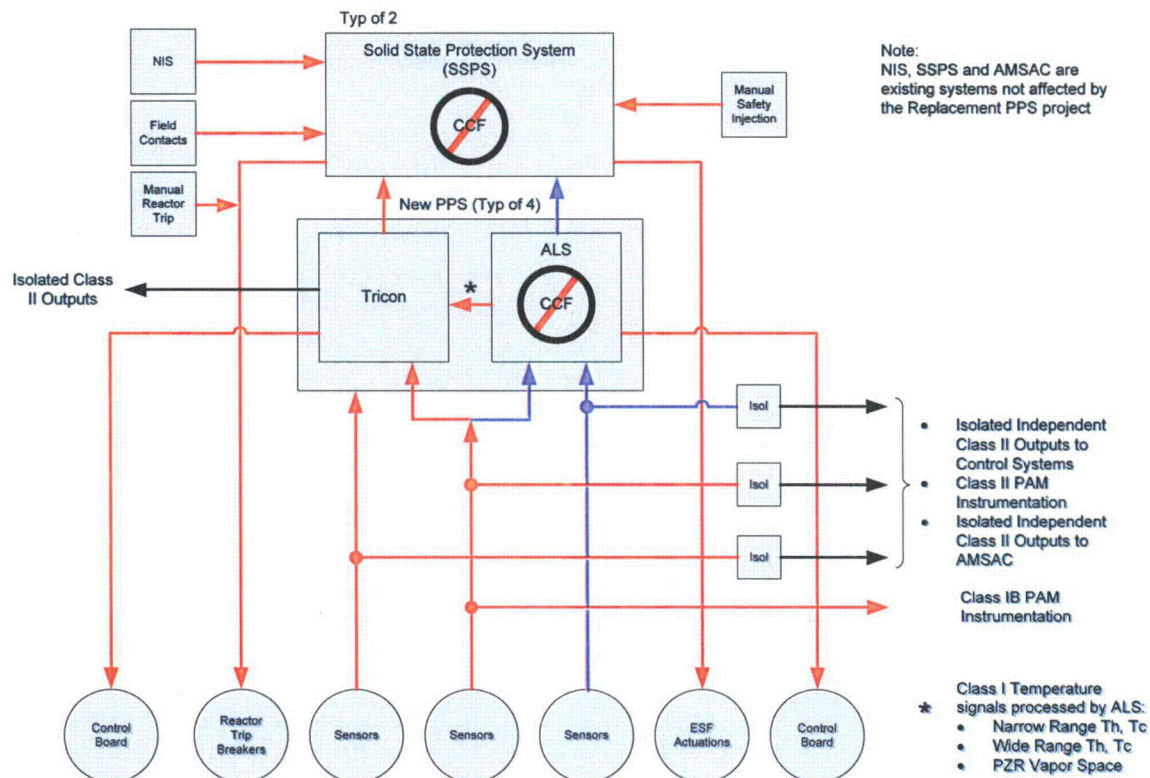 Typ of 2
Solid State Protection System
(SSPS)
CCF
NIS
Field
Contacts
Manual
Reactor
Trip
Manual
Safety
Injection
Note:
NIS, SSPS and AMSAC are
existing systems not affected by
the Replacement PPS project
New PPS (Typ of 4)
Tricon
*
ALS
CCF
Isolated Class
II Outputs
Isol
Isol
Isol
• Isolated Independent
Class II Outputs to
Control Systems
• Class II PAM
Instrumentation
• Isolated Independent
Class II Outputs to
AMSAC
Class IB PAM
Instrumentation
Control
Board
Reactor
Trip
Breakers
Sensors
Sensors
Sensors
ESF
Actuations
Control
Board
Class I Temperature
* signals processed by ALS:
• Narrow Range Th, Tc
• Wide Range Th, Tc
• PZR Vapor Space